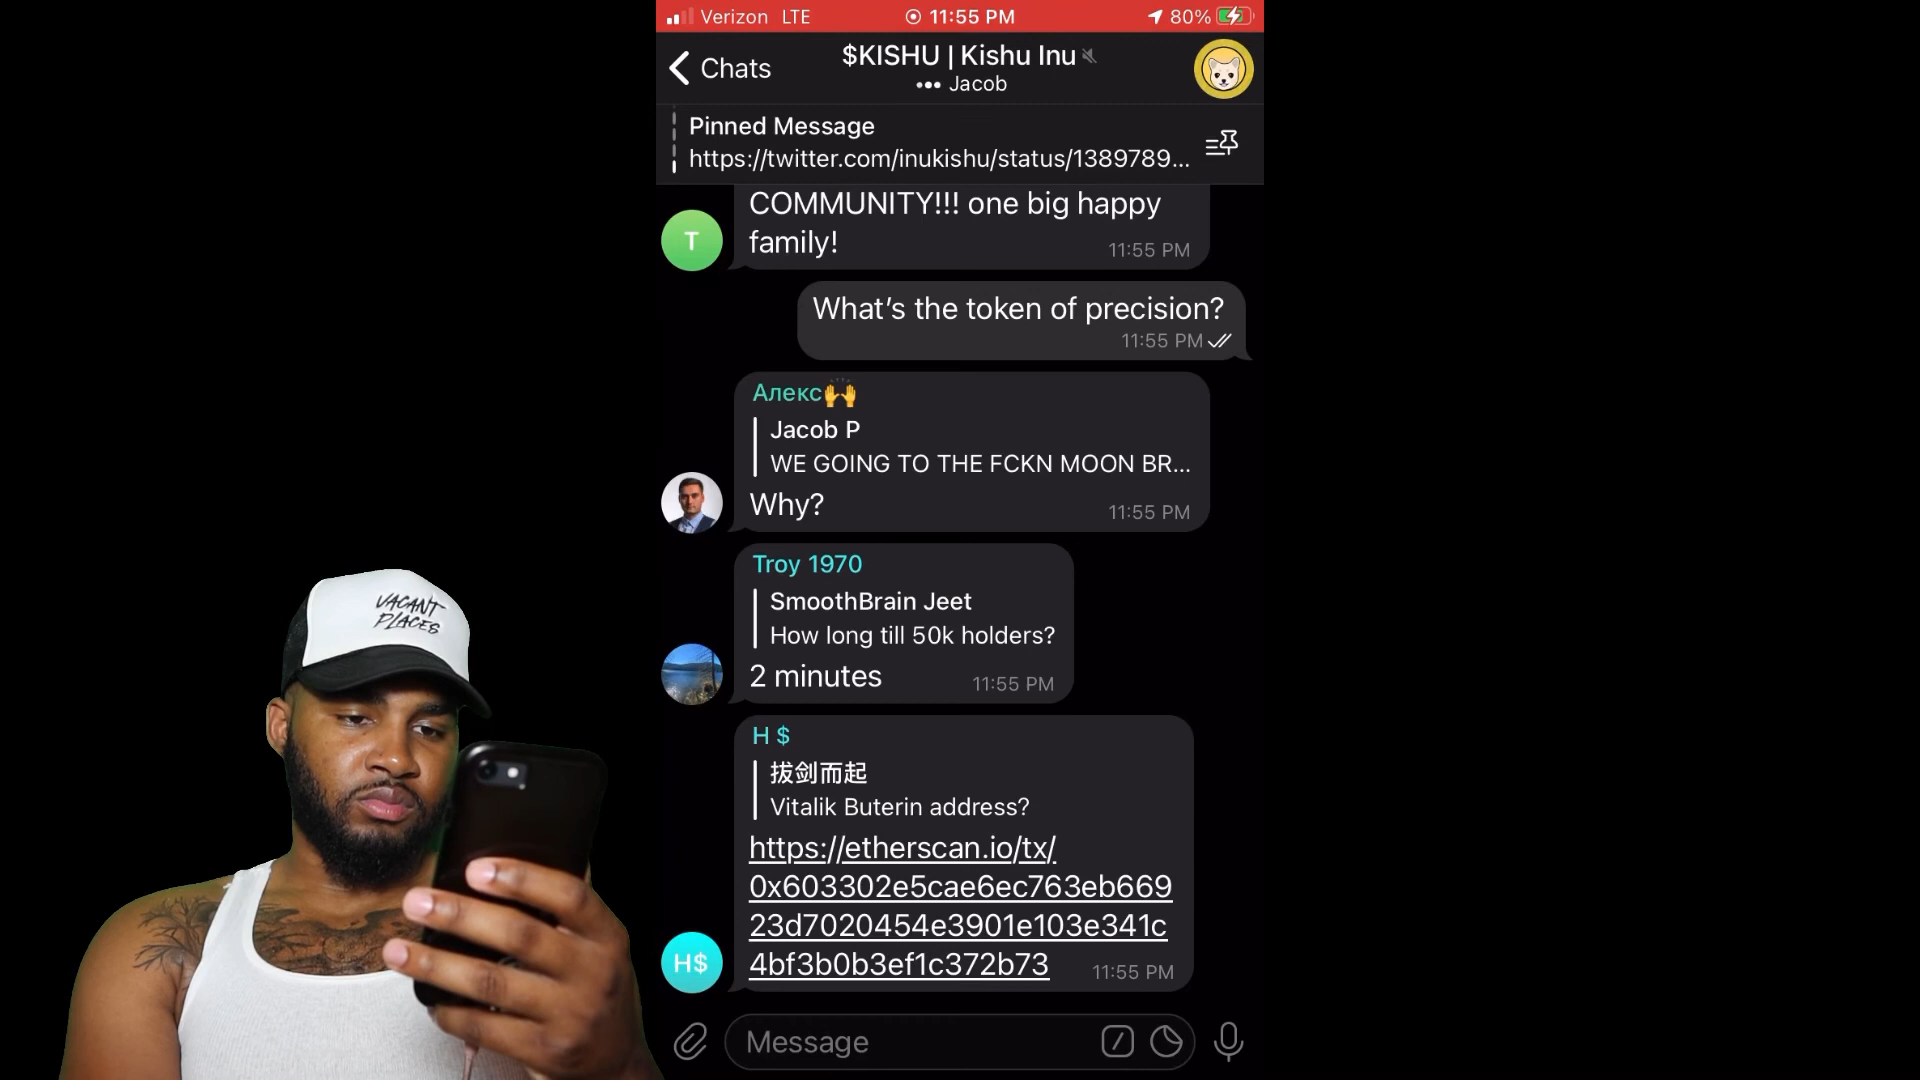 Verizon LTE 11:55 PM 80%
Chats
$KISHU | Kishu Inu
••• Jacob
Pinned Message
https://twitter.com/inukishu/status/1389789...
COMMUNITY!!! one big happy
family!
11:55 PM
T
What's the token of precision?
11:55 PM
Алекс🙌
Jacob P
WE GOING TO THE FCKN MOON BR...
Why?
11:55 PM
Troy 1970
SmoothBrain Jeet
How long till 50k holders?
2 minutes
11:55 PM
H $
拔剑而起
Vitalik Buterin address?
https://etherscan.io/tx/
0x603302e5cae6ec763eb669
23d7020454e3901e103e341c
4bf3b0b3ef1c372b73
11:55 PM
H$
Message
VACANT
PLACES